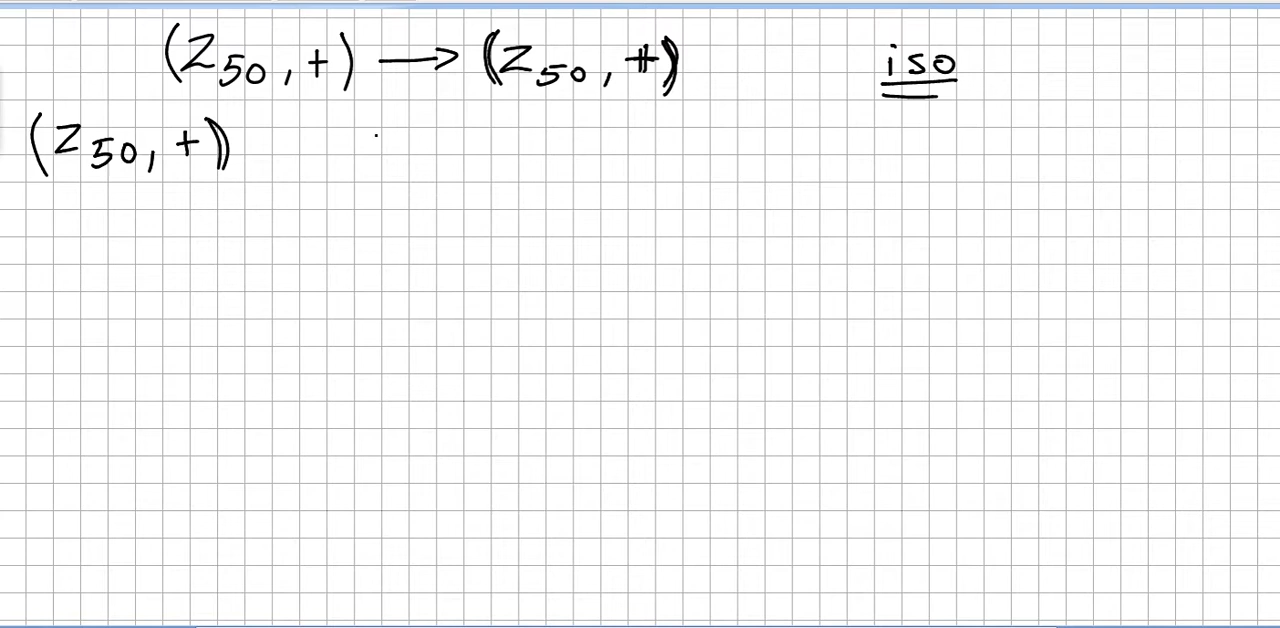 (Z50, +) → (Z50, +) iso
(Z50, +)